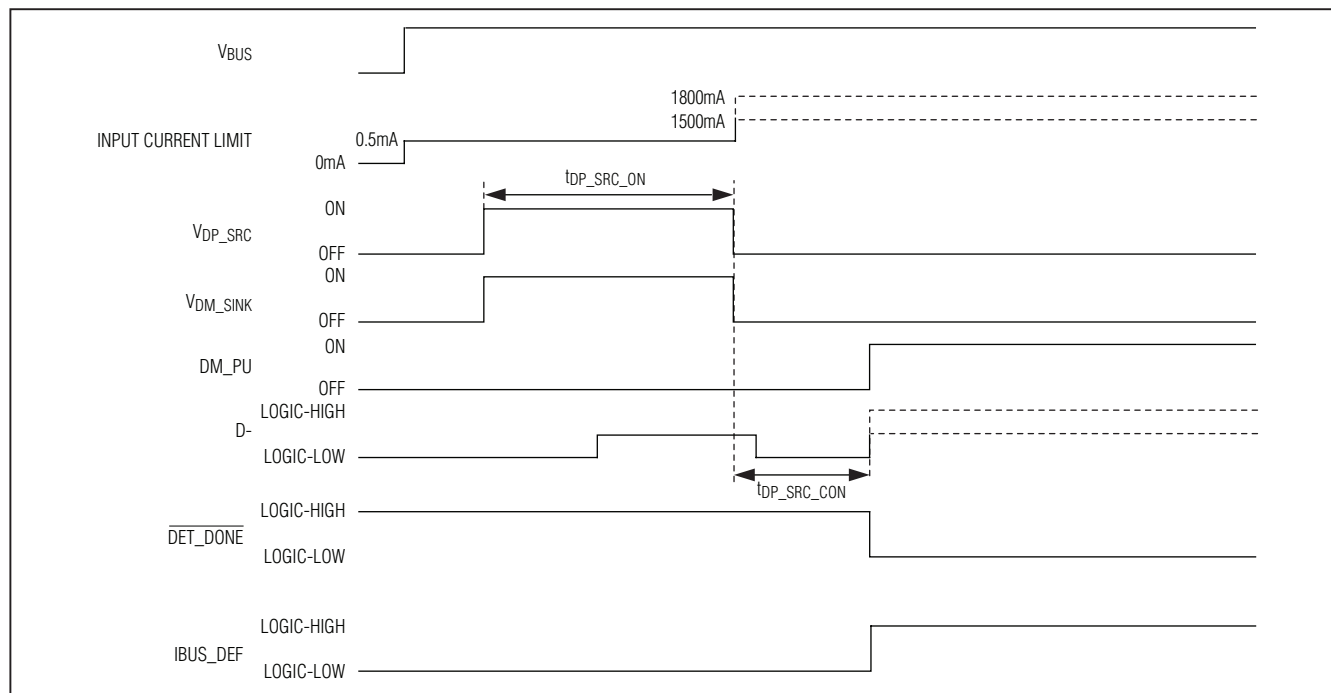 VBUS
1800mA
1500mA
INPUT CURRENT LIMIT
0.5mA
0mA
tDP_SRC_ON
ON
VDP_SRC
OFF
ON
VDM_SINK
OFF
ON
DM_PU
OFF
LOGIC-HIGH
D-
LOGIC-LOW
tDP_SRC_CON
LOGIC-HIGH
DET_DONE
LOGIC-LOW
LOGIC-HIGH
IBUS_DEF
LOGIC-LOW